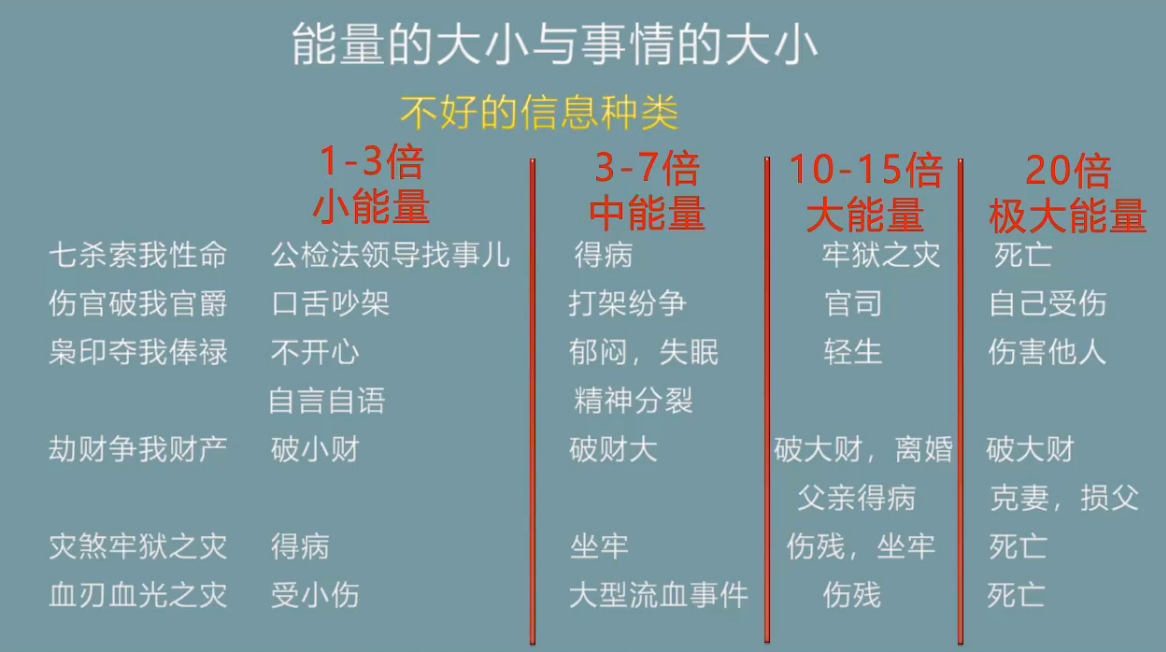 能量的大小与事情的大小
不好的信息种类
1-3倍 3-7倍 10-15倍 20倍
小能量 中能量 大能量 极大能量
七杀索我性命 公检法领导找事儿 得病 牢狱之灾 死亡
伤官破我官爵 口舌吵架 打架纷争 官司 自己受伤
枭印夺我俸禄 不开心 郁闷，失眠 轻生 伤害他人
自言自语 精神分裂
劫财争我财产 破小财 破财大 破大财，离婚 破大财
父亲得病 克妻，损父
灾煞牢狱之灾 得病 坐牢 伤残，坐牢 死亡
血刃血光之灾 受小伤 大型流血事件 伤残 死亡